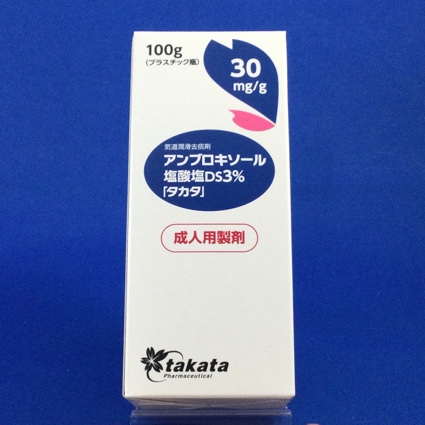 100g
(プラスチック瓶)
30
mg/g
気道潤滑去痰剤
アンブロキソール
塩酸塩DS3%
「タカタ」
成人用製剤
takata
Pharmaceutical